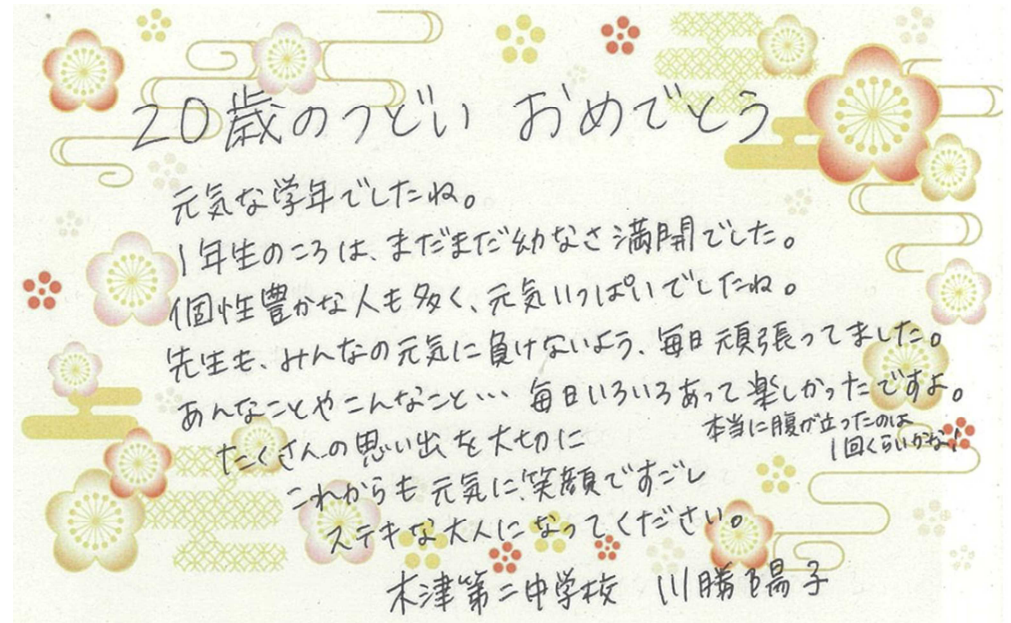 20歳のつどい おめでとう
元気な学年でしたね。
1年生のころは、まだまだ幼なさ満開でした。
個性豊かな人も多く、元気いっぱいでしたね。
先生も、みんなの元気に負けないよう、毎日頑張ってました。
あんなことやこんなこと… 毎日いろいろあって楽しかったですよ。
本当に腹が立ったのは
1回くらいかな!
たくさんの思い出を大切に
これからも元気に、笑顔ですごし
ステキな大人になってください。
木津第二中学校 川勝陽子